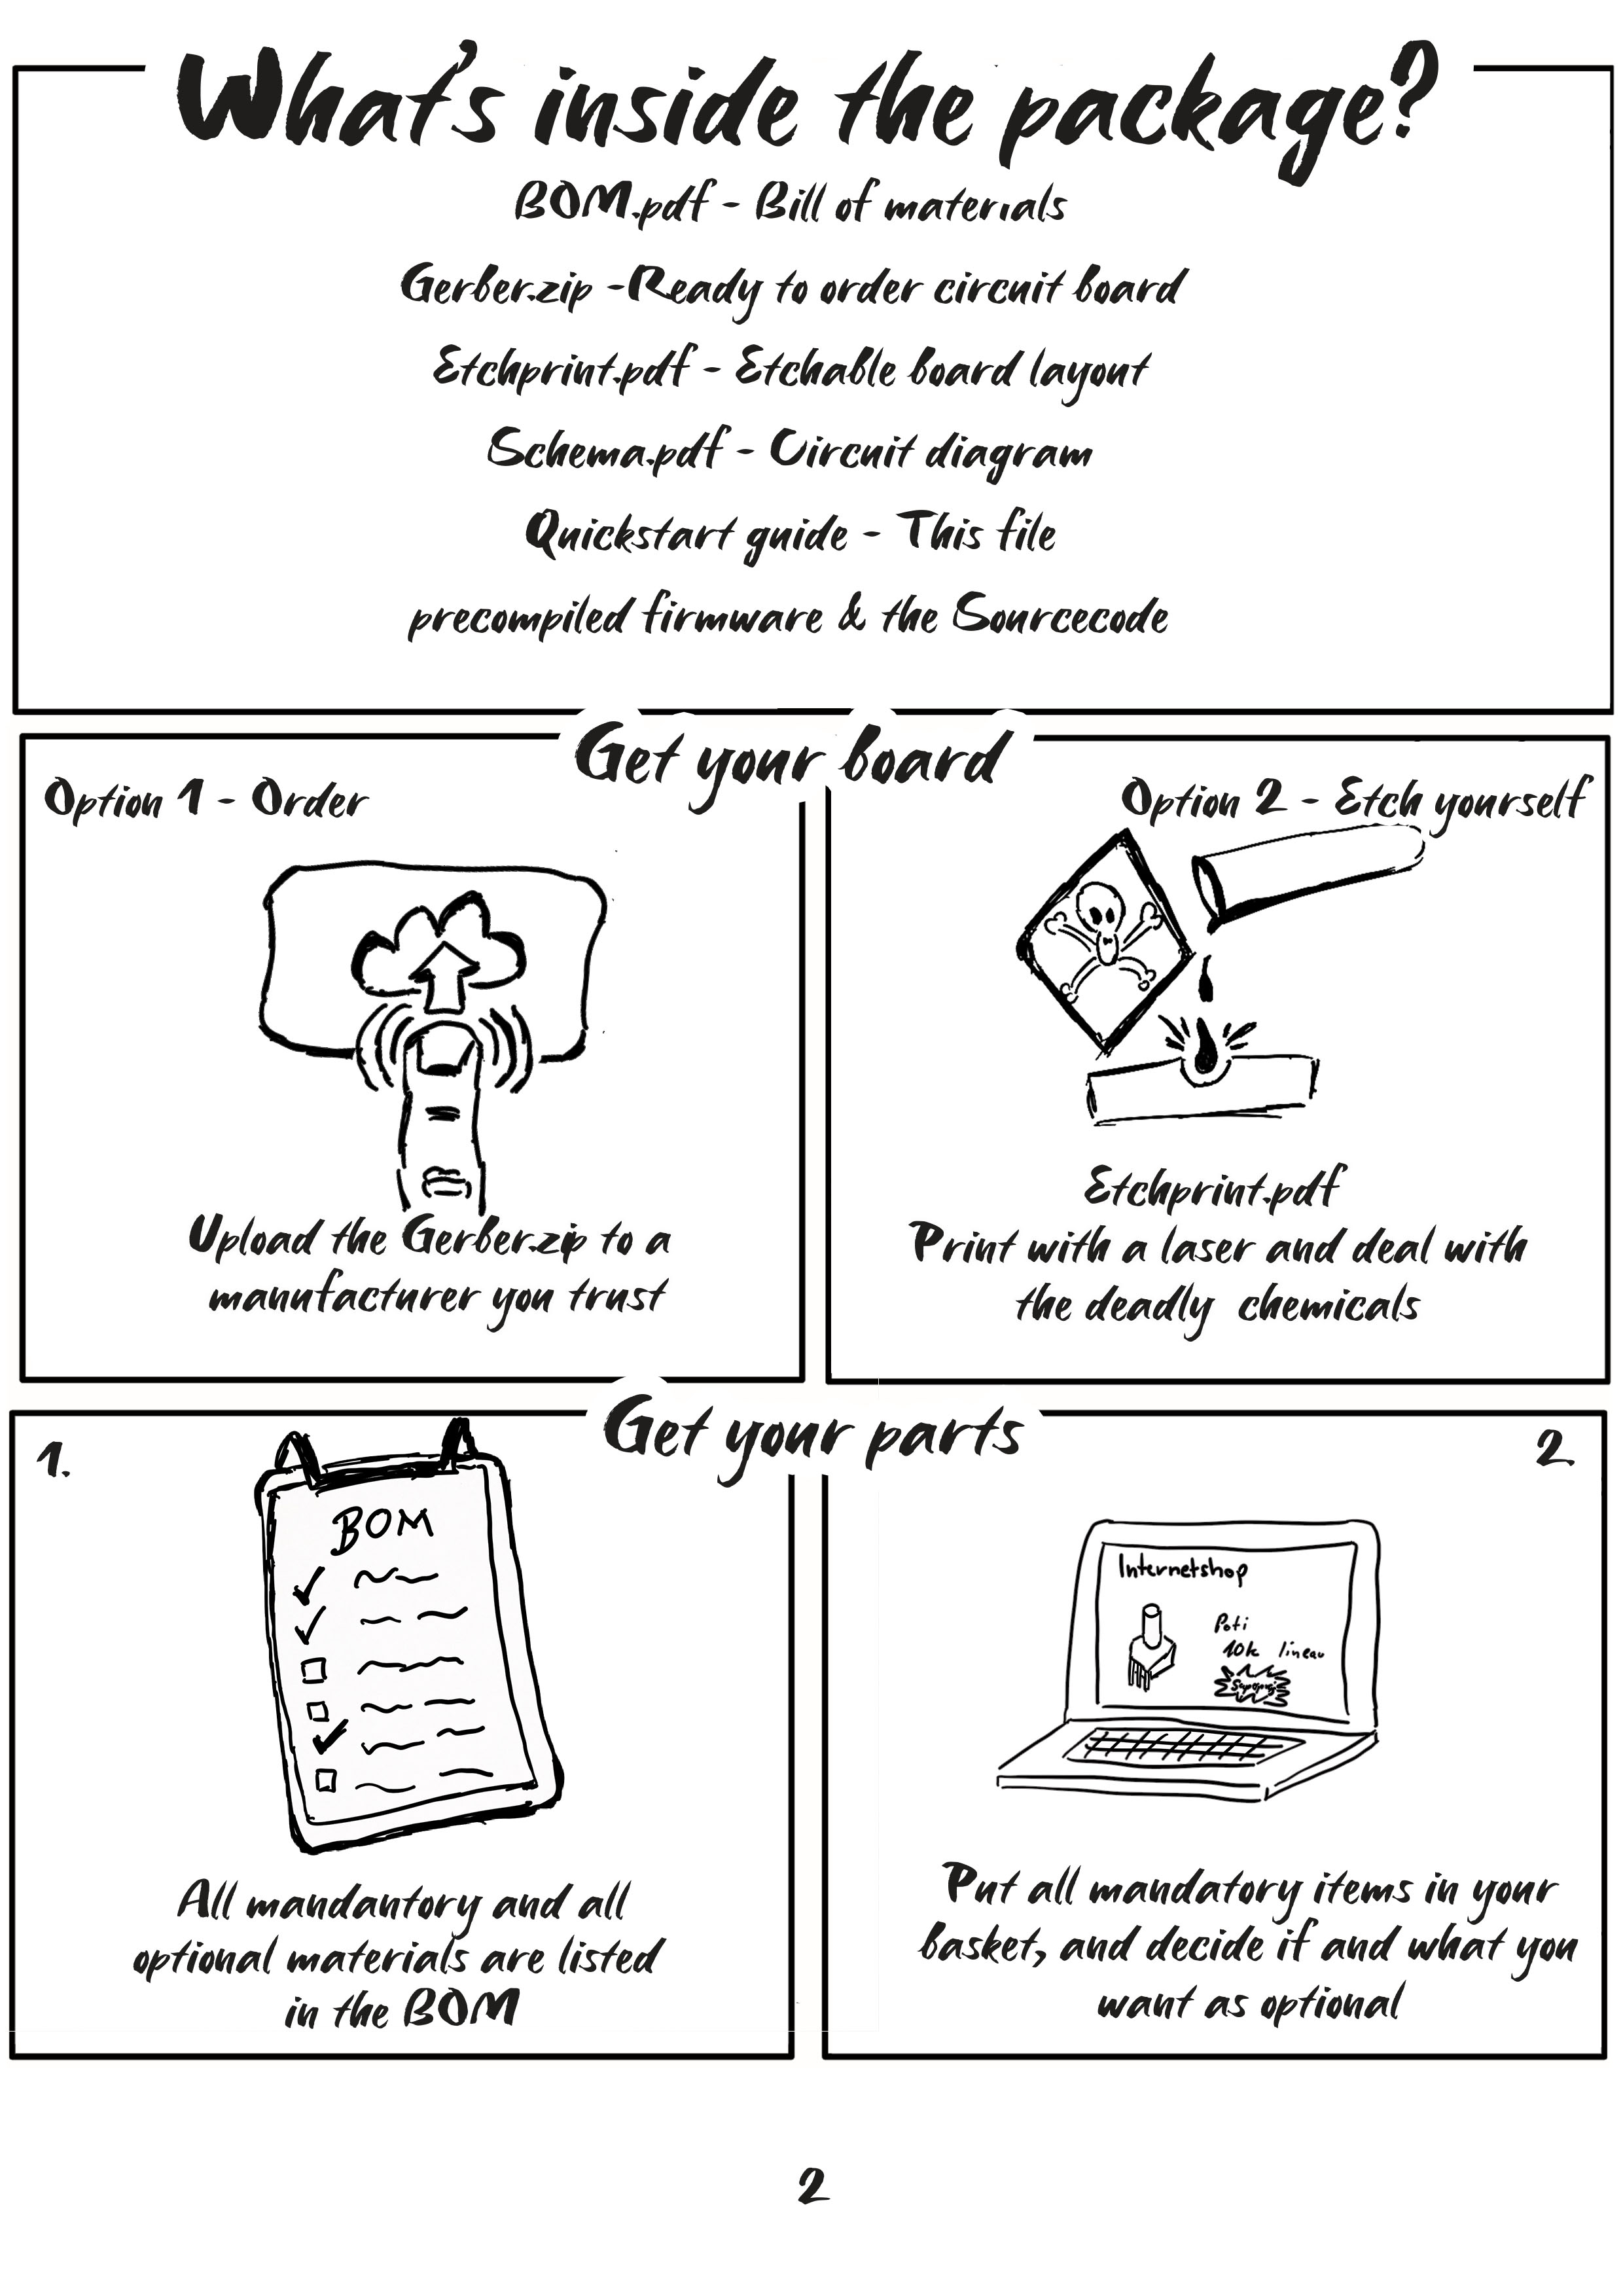 What's inside the package?
BOM.pdf - Bill of materials
Gerber.zip -Ready to order circuit board
Etchprint.pdf - Etchable board layout
Schema.pdf - Circuit diagram
Quickstart guide - This file
precompiled firmware & the Sourcecode
Get your board
Option 1 - Order
Upload the Gerber.zip to a
manufacturer you trust
Option 2 - Etch yourself
Etchprint.pdf
Print with a laser and deal with
the deadly chemicals
Get your parts
1.
BOM
All mandantory and all
optional materials are listed
in the BOM
2.
Internetshop
Poti
10k linear
Put all mandatory items in your
basket, and decide if and what you
want as optional
2